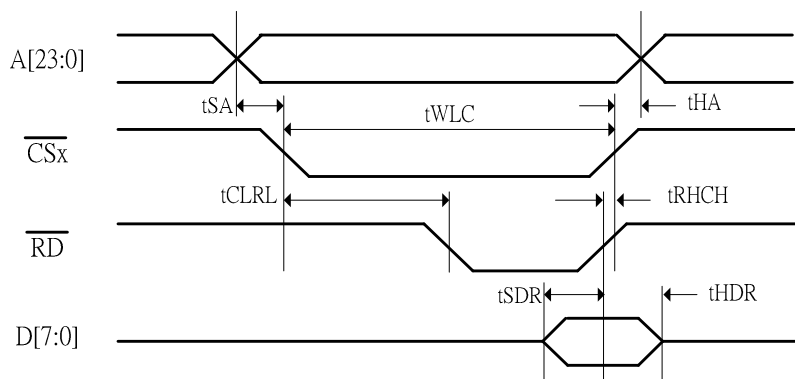 A[23:0]
tSA
tWLC
tHA
CSx
tCLRL
tRHCH
RD
tSDR
tHDR
D[7:0]